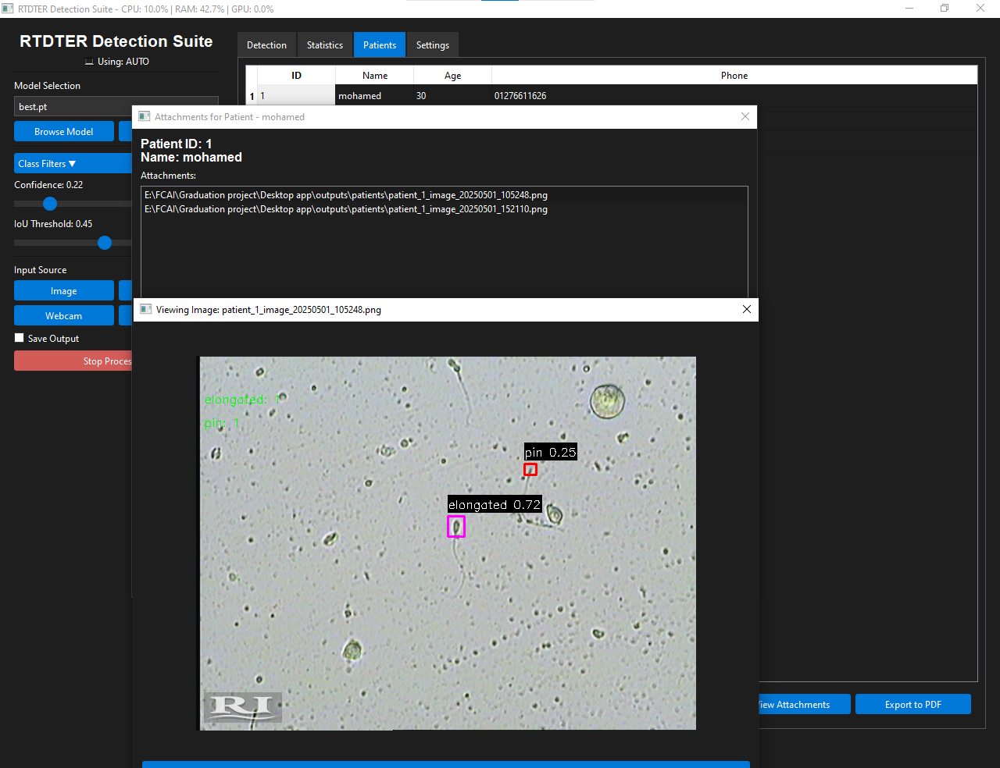 RTDTER Detection Suite - CPU: 10.0% | RAM: 42.7% | GPU: 0.0%
RTDTER Detection Suite
Using: AUTO
Model Selection
best.pt
Browse Model
Class Filters ▼
Confidence: 0.22
IoU Threshold: 0.45
Input Source
Image
Webcam
Save Output
Stop Proces
Detection Statistics Patients Settings
ID Name Age Phone
1 1 mohamed 30 01276611626
Attachments for Patient - mohamed
Patient ID: 1
Name: mohamed
Attachments:
E:\FCAI\Graduation project\Desktop app\outputs\patients\patient_1_image_20250501_105248.png
E:\FCAI\Graduation project\Desktop app\outputs\patients\patient_1_image_20250501_152110.png
Viewing Image: patient_1_image_20250501_105248.png
elongated: 1
pin: 1
pin 0.25
elongated 0.72
RI
View Attachments Export to PDF